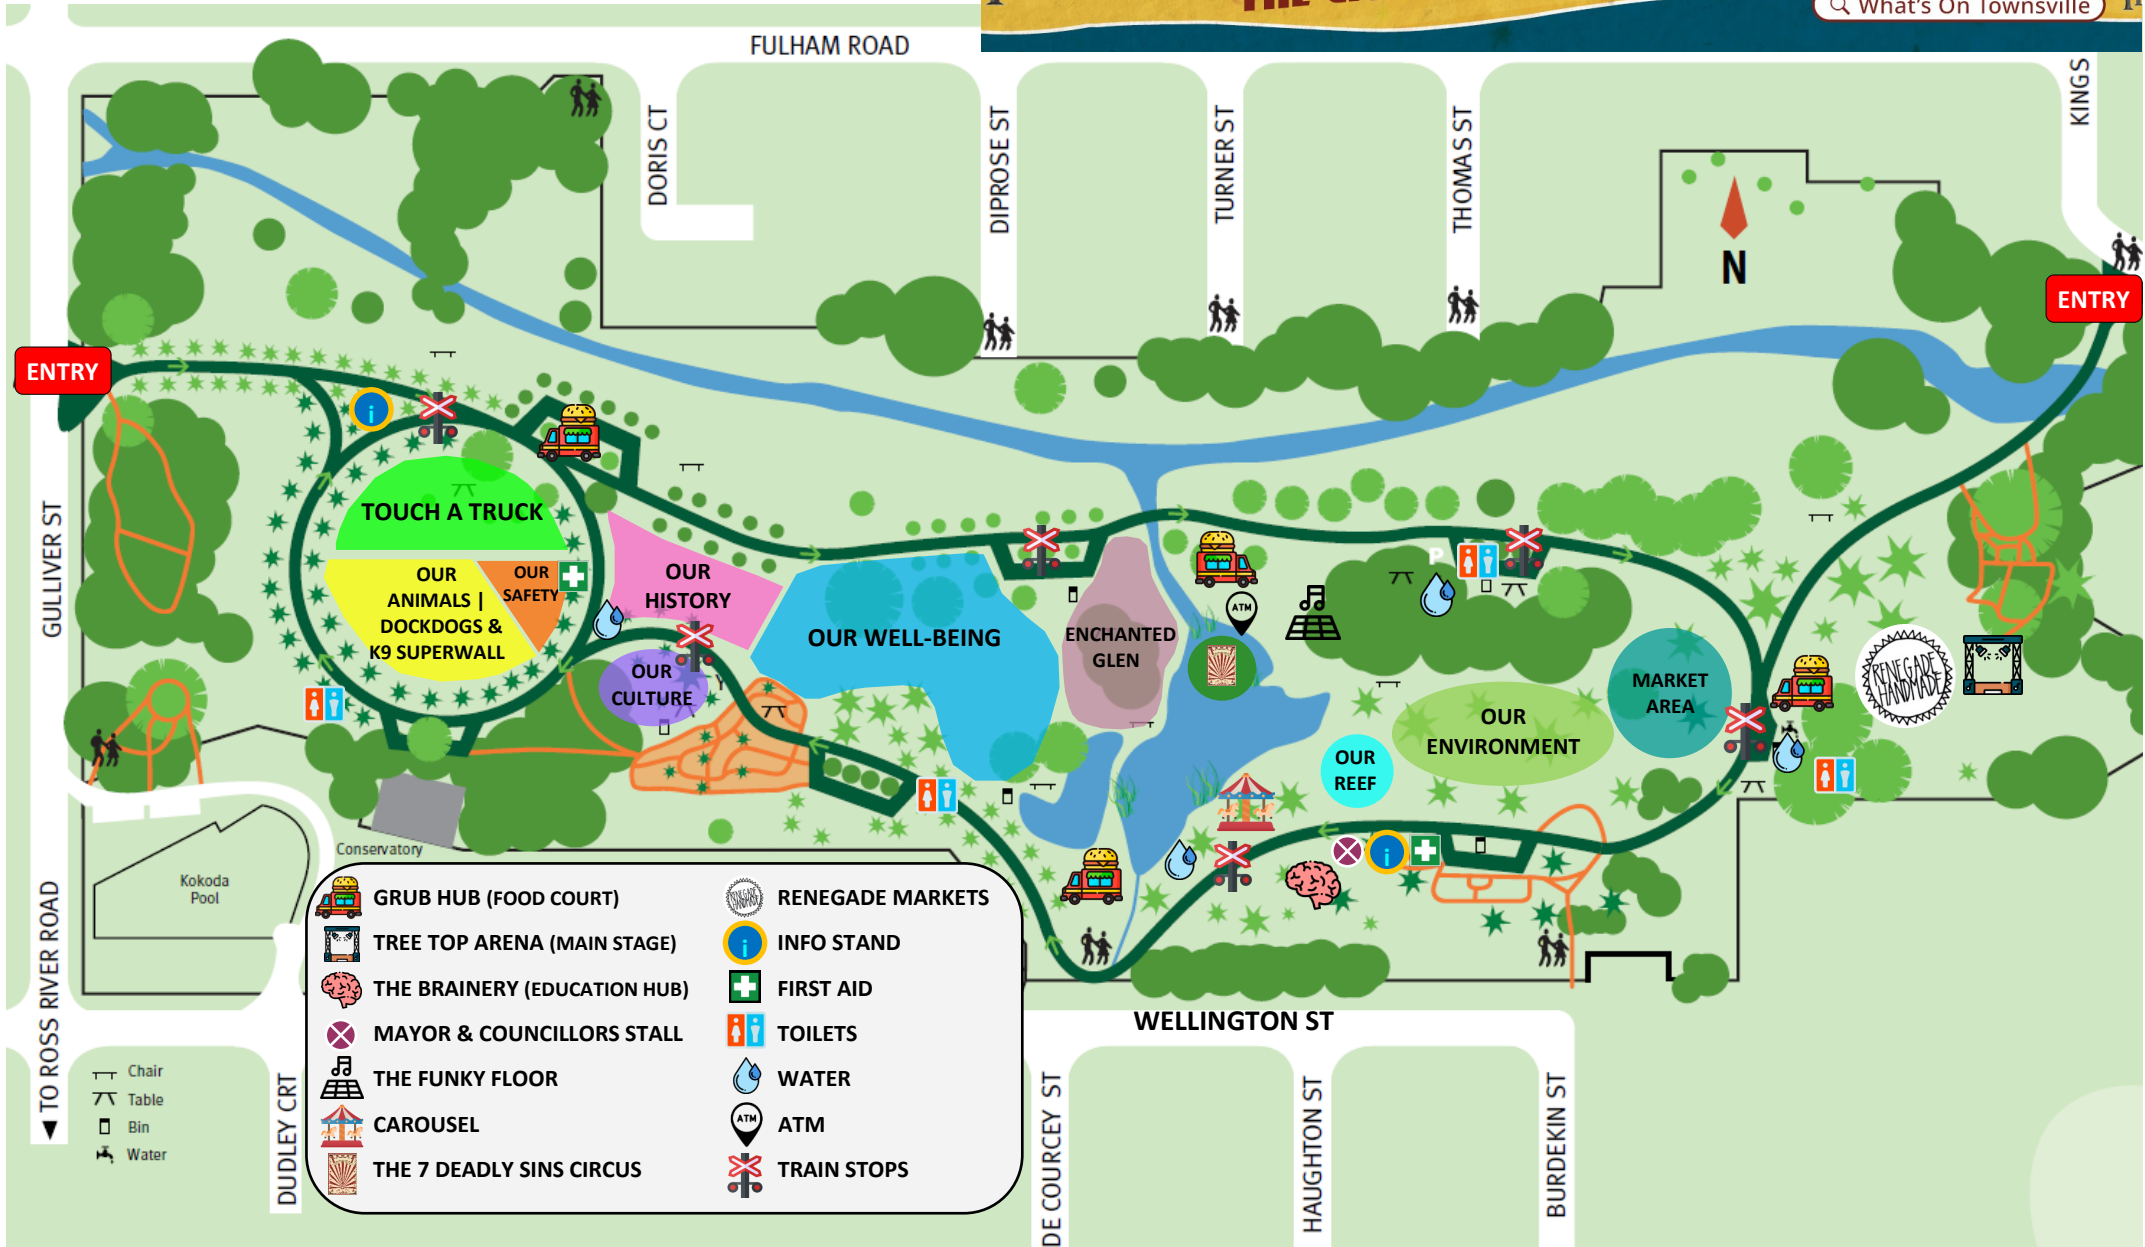 What's On Townsville
FULHAM ROAD
DORIS CT
DIPROSE ST
TURNER ST
THOMAS ST
KINGS
N
ENTRY
ENTRY
GULLIVER ST
TO ROSS RIVER ROAD
TOUCH A TRUCK
OUR
ANIMALS |
DOCKDOGS &
K9 SUPERWALL
OUR
SAFETY
OUR
HISTORY
OUR
CULTURE
OUR WELL-BEING
ENCHANTED
GLEN
ATM
P
Y
OUR
REEF
OUR
ENVIRONMENT
MARKET
AREA
RENEGADE
HANDMADE
Conservatory
Kokoda
Pool
GRUB HUB (FOOD COURT)
TREE TOP ARENA (MAIN STAGE)
THE BRAINERY (EDUCATION HUB)
MAYOR & COUNCILLORS STALL
THE FUNKY FLOOR
CAROUSEL
THE 7 DEADLY SINS CIRCUS
RENEGADE MARKETS
INFO STAND
FIRST AID
TOILETS
WATER
ATM
ATM
TRAIN STOPS
Chair
Table
Bin
Water
WELLINGTON ST
DUDLEY CRT
DE COURCEY ST
HAUGHTON ST
BURDEKIN ST